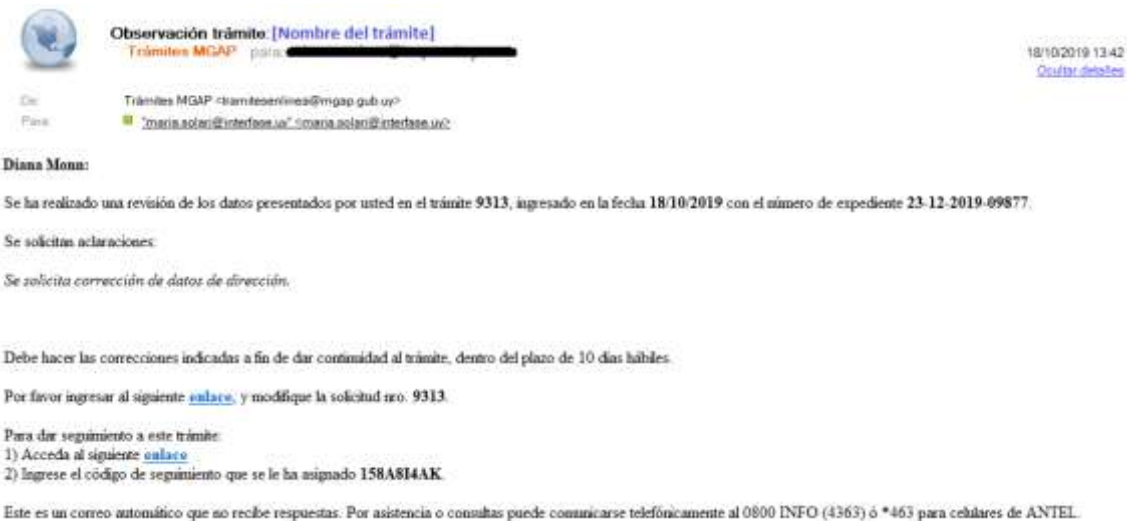 Observación trámite: [Nombre del trámite]
Trámites MGAP para:
18/10/2019 13:42
Ocultar detalles
De: Trámites MGAP <tramitesenlinea@mgap.gub.uy>
Para: "maria.solari@interfase.uy" <maria.solari@interfase.uy>
Diana Monn:
Se ha realizado una revisión de los datos presentados por usted en el trámite 9313, ingresado en la fecha 18/10/2019 con el número de expediente 23-12-2019-09877.
Se solicitan aclaraciones:
Se solicita corrección de datos de dirección.
Debe hacer las correcciones indicadas a fin de dar continuidad al trámite, dentro del plazo de 10 días hábiles.
Por favor ingresar al siguiente enlace, y modifique la solicitud nro. 9313.
Para dar seguimiento a este trámite:
1) Acceda al siguiente enlace
2) Ingrese el código de seguimiento que se le ha asignado 158A8I4AK.
Este es un correo automático que no recibe respuestas. Por asistencia o consultas puede comunicarse telefónicamente al 0800 INFO (4363) ó *463 para celulares de ANTEL.